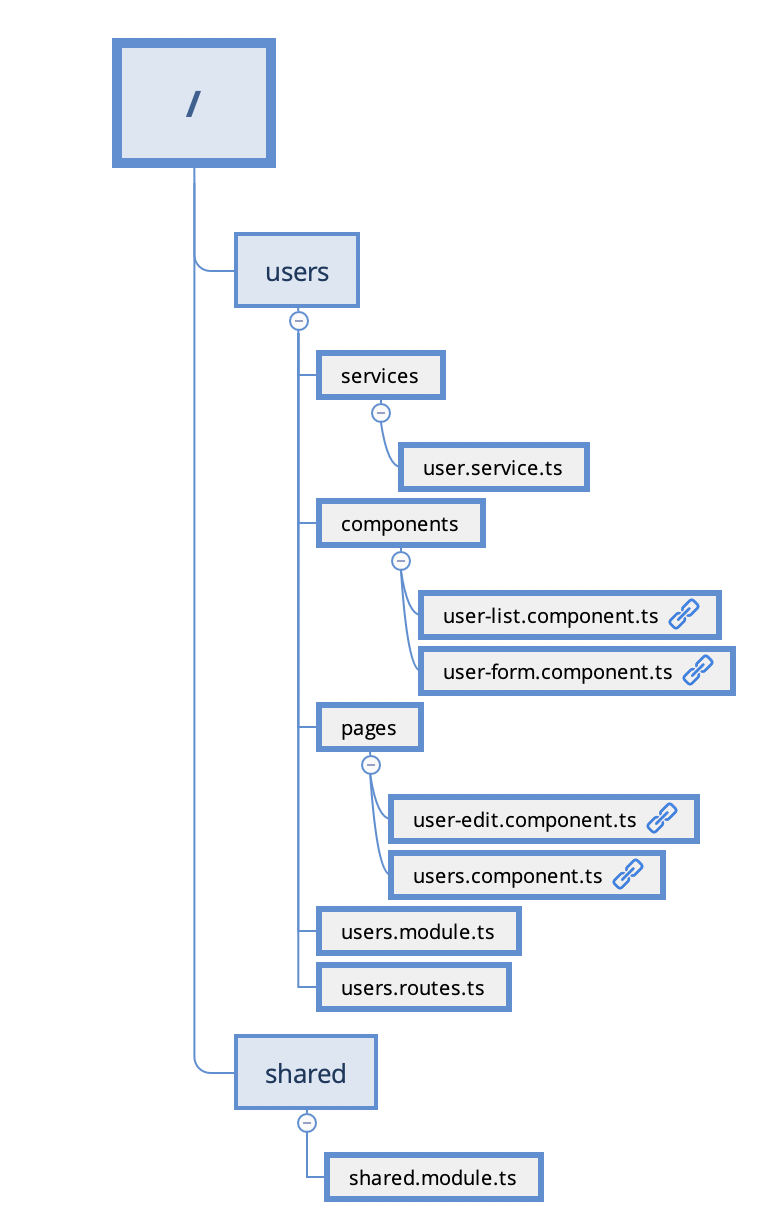 /
users
services
user.service.ts
components
user-list.component.ts
user-form.component.ts
pages
user-edit.component.ts
users.component.ts
users.module.ts
users.routes.ts
shared
shared.module.ts